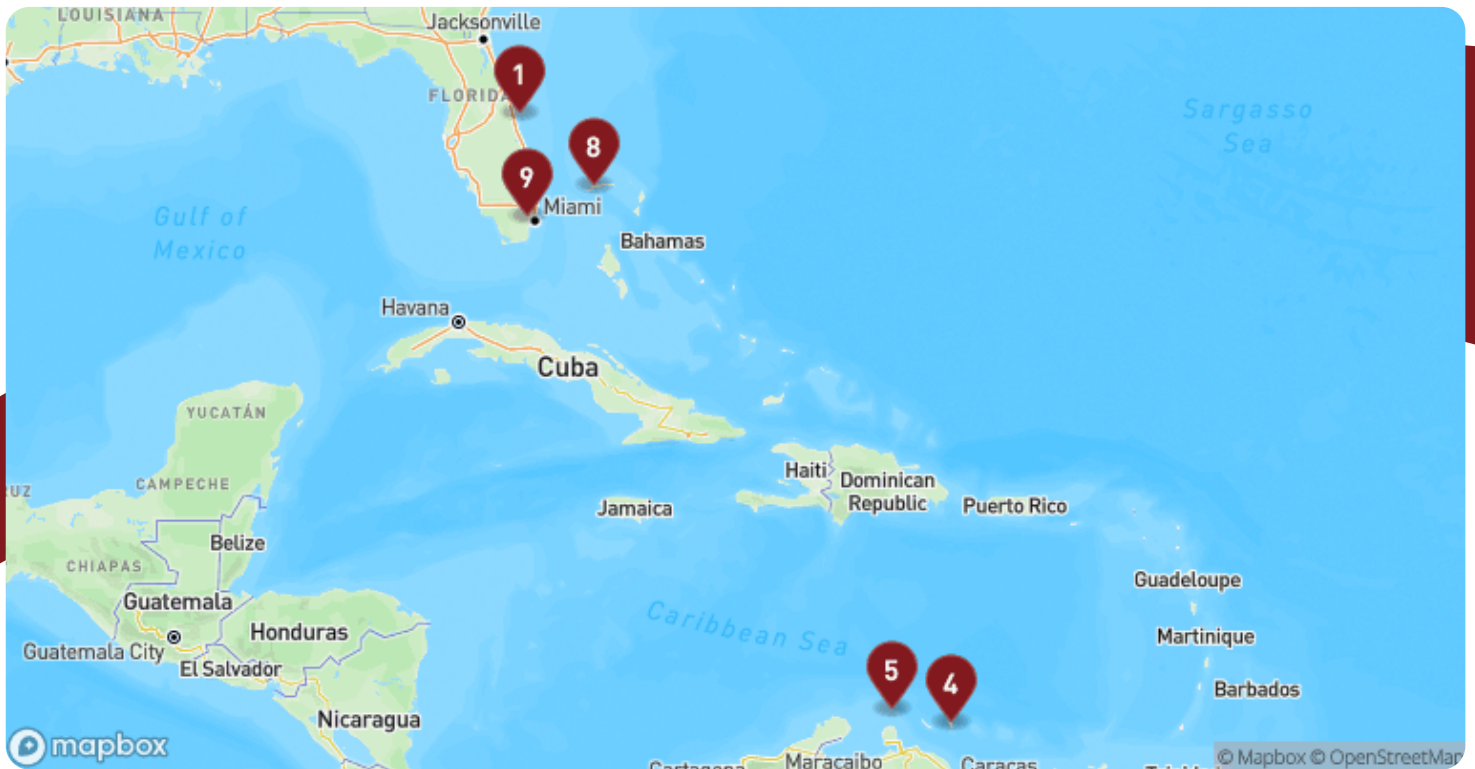 LOUISIANA
Jacksonville
1
FLORIDA
Sargasso
Sea
8
9
Miami
Gulf of
Mexico
Bahamas
Havana
Cuba
YUCATÁN
Haiti
Dominican
Republic
CAMPECHE
UZ
Jamaica
Puerto Rico
Belize
CHIAPAS
Guadeloupe
Guatemala
Caribbean Sea
Honduras
Martinique
Guatemala City
El Salvador
5
4
Barbados
Nicaragua
mapbox
Maracaibo
Caracas
© Mapbox © OpenStreetMap